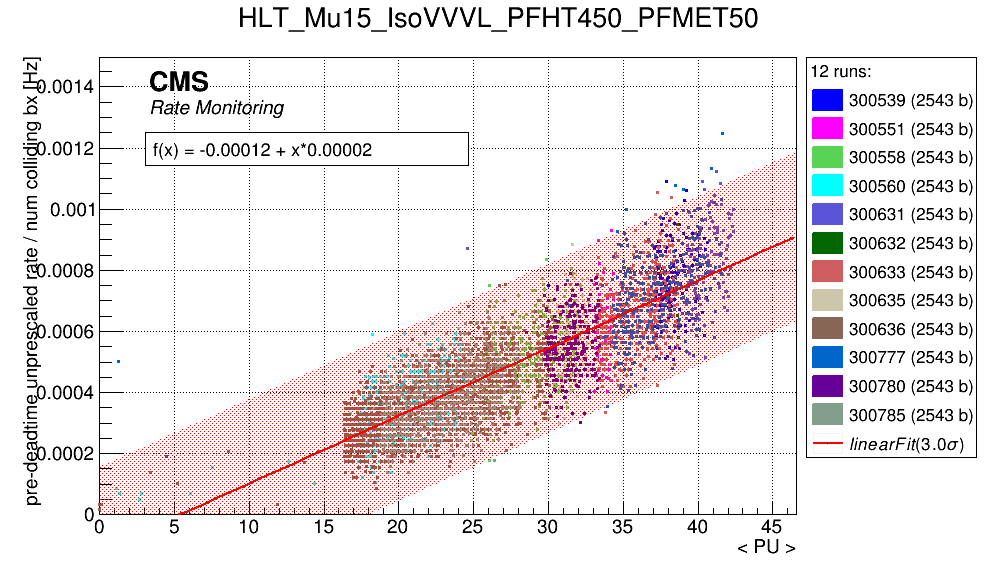 HLT_Mu15_IsoVVVL_PFHT450_PFMET50
pre-deadtime unprescaled rate / num colliding bx [Hz]
CMS
Rate Monitoring
f(x) = -0.00012 + x*0.00002
0.0014
0.0012
0.001
0.0008
0.0006
0.0004
0.0002
0
0 5 10 15 20 25 30 35 40 45
< PU >
12 runs:
300539 (2543 b)
300551 (2543 b)
300558 (2543 b)
300560 (2543 b)
300631 (2543 b)
300632 (2543 b)
300633 (2543 b)
300635 (2543 b)
300636 (2543 b)
300777 (2543 b)
300780 (2543 b)
300785 (2543 b)
linearFit(3.0σ)